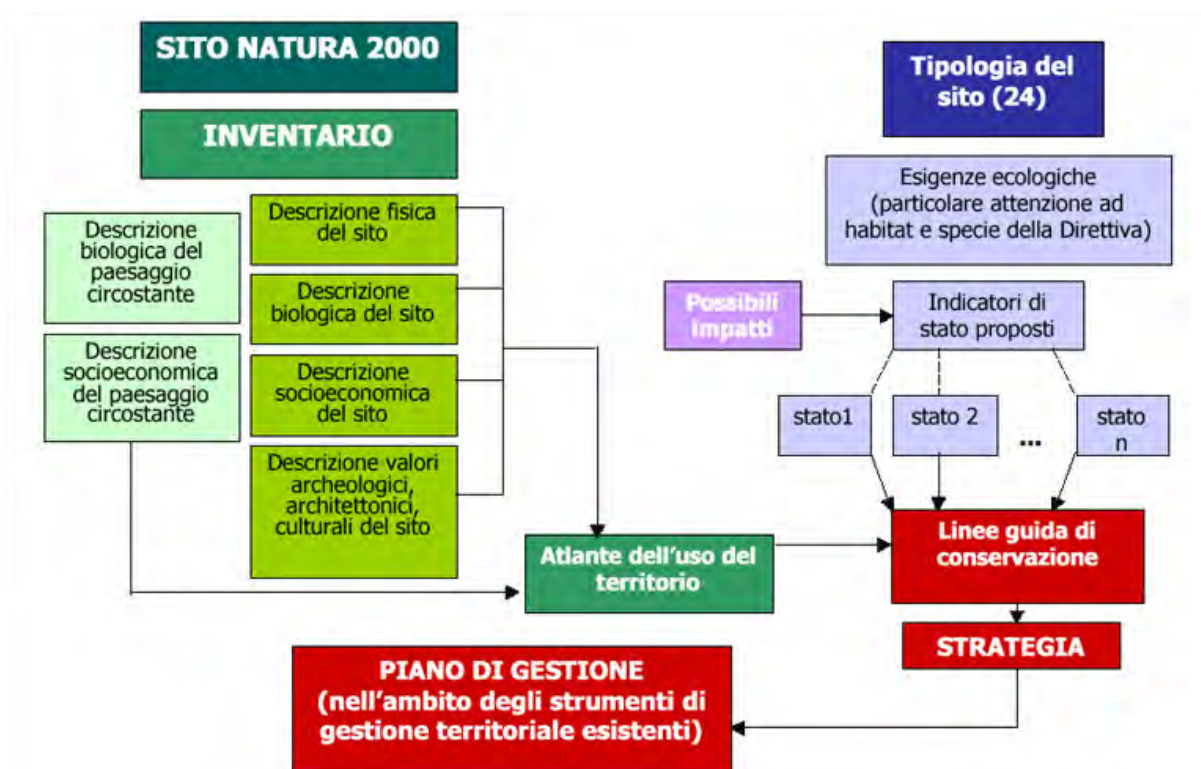 SITO NATURA 2000
INVENTARIO
Descrizione
biologica del
paesaggio
circostante
Descrizione
socioeconomica
del paesaggio
circostante
Descrizione fisica
del sito
Descrizione
biologica del sito
Descrizione
socioeconomica
del sito
Descrizione valori
archeologici,
architettonici,
culturali del sito
Atlante dell'uso del
territorio
Tipologia del
sito (24)
Esigenze ecologiche
(particolare attenzione ad
habitat e specie della Direttiva)
Possibili
impatti
Indicatori di
stato proposti
stato1
stato 2
...
stato
n
Linee guida di
conservazione
STRATEGIA
PIANO DI GESTIONE
(nell'ambito degli strumenti di
gestione territoriale esistenti)